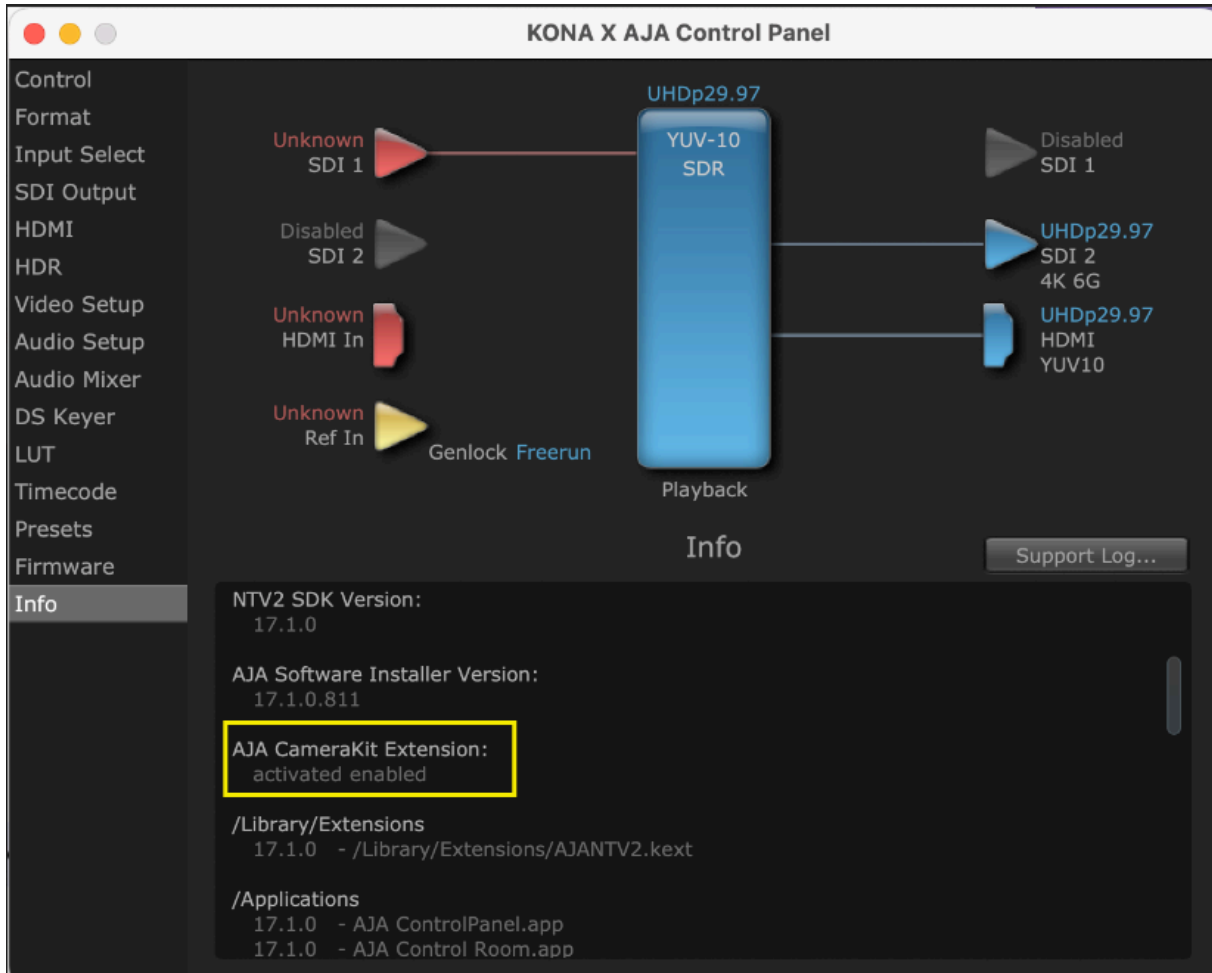 KONA X AJA Control Panel
Control
Format
Input Select
SDI Output
HDMI
HDR
Video Setup
Audio Setup
Audio Mixer
DS Keyer
LUT
Timecode
Presets
Firmware
Info
Unknown
SDI 1
Disabled
SDI 2
Unknown
HDMI In
Unknown
Ref In
Genlock Freerun
UHDp29.97
YUV-10
SDR
Playback
Disabled
SDI 1
UHDp29.97
SDI 2
4K 6G
UHDp29.97
HDMI
YUV10
Info
Support Log...
NTV2 SDK Version:
17.1.0
AJA Software Installer Version:
17.1.0.811
AJA CameraKit Extension:
activated enabled
/Library/Extensions
17.1.0 - /Library/Extensions/AJANTV2.kext
/Applications
17.1.0 - AJA ControlPanel.app
17.1.0 - AJA Control Room.app